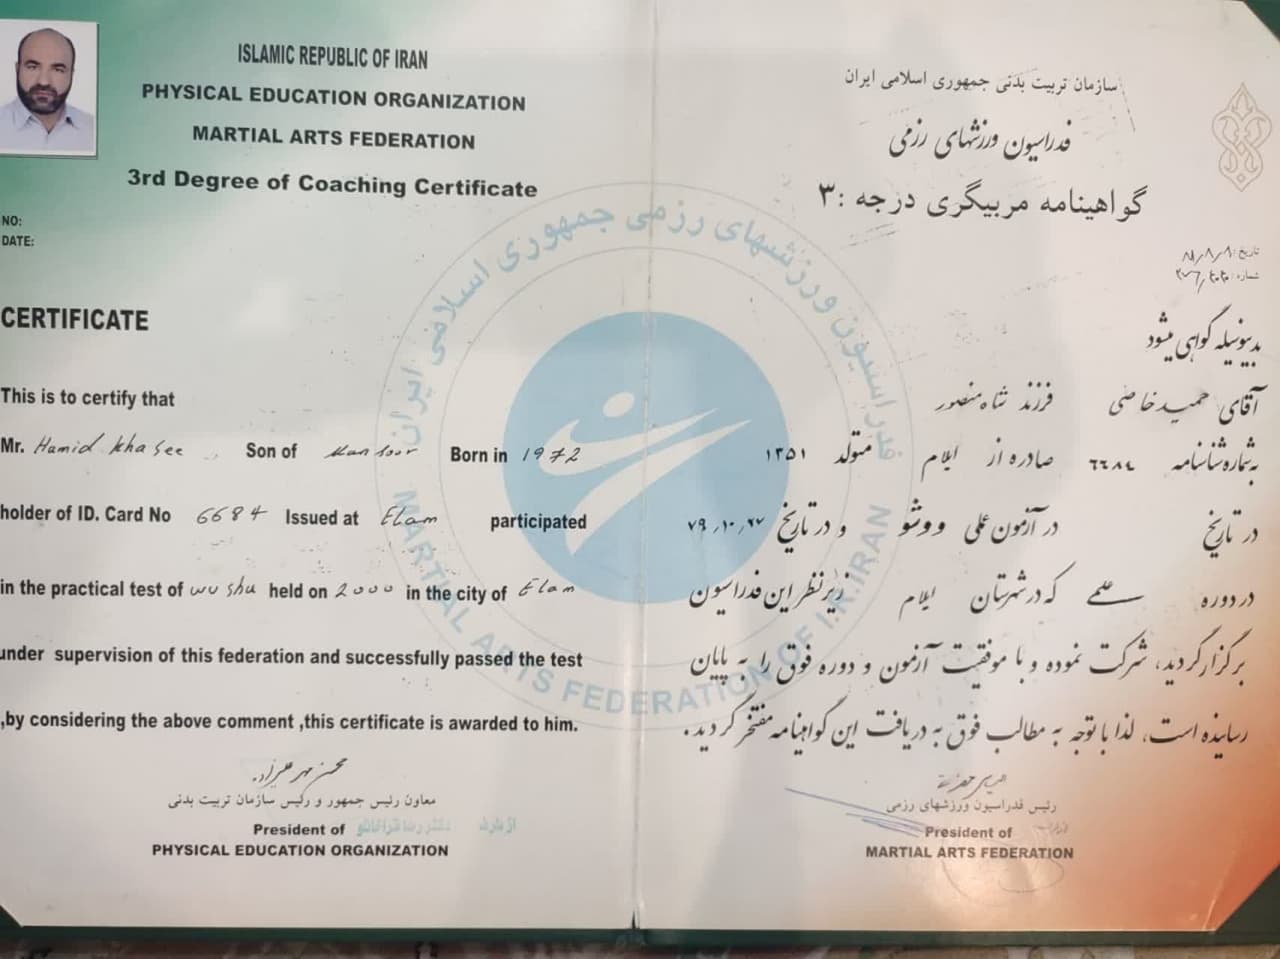 ISLAMIC REPUBLIC OF IRAN
PHYSICAL EDUCATION ORGANIZATION
MARTIAL ARTS FEDERATION
3rd Degree of Coaching Certificate
NO:
DATE:
CERTIFICATE
This is to certify that
Mr. Hamid khasee Son of Mansoor Born in 1972
holder of ID. Card No 6684 Issued at Elam participated
in the practical test of wushu held on 2000 in the city of Elam
under supervision of this federation and successfully passed the test
,by considering the above comment ,this certificate is awarded to him.
معاون رئیس جمهور و رئیس سازمان تربیت بدنی
President of
PHYSICAL EDUCATION ORGANIZATION
سازمان تربیت بدنی جمهوری اسلامی ایران
فدراسیون ورزشهای رزمی
گواهینامه مربیگری درجه :۳
تاریخ:
شماره:
بدینوسیله گواهی میشود
آقای حمید خاصی فرزند شاه منصور
به شماره شناسنامه ۶۶۸۴ صادره از ایلام متولد ۱۳۵۱
در تاریخ در آزمون عملی ووشو و در تاریخ
در دوره علمی که در شهرستان ایلام زیر نظر این فدراسیون
برگزار گردید، شرکت نموده و با موفقیت آزمون و دوره فوق را به پایان
رسانیده است، لذا با توجه به مطالب فوق به دریافت این گواهینامه مفتخر گردید.
رئیس فدراسیون ورزشهای رزمی
President of
MARTIAL ARTS FEDERATION
فدراسیون ورزشهای رزمی جمهوری اسلامی ایران
MARTIAL ARTS FEDERATION OF I.R.IRAN